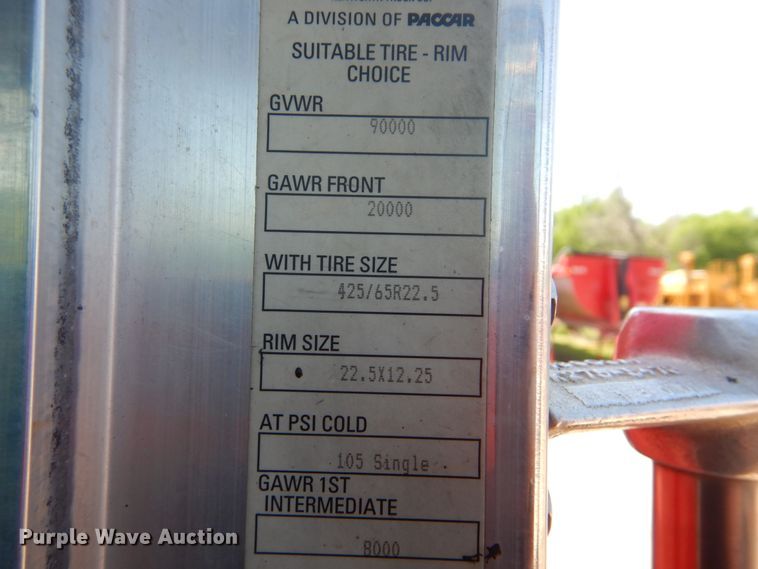 A DIVISION OF PACCAR
SUITABLE TIRE - RIM
CHOICE
GVWR
90000
GAWR FRONT
20000
WITH TIRE SIZE
425/65R22.5
RIM SIZE
22.5X12.25
AT PSI COLD
105 Single
GAWR 1ST
INTERMEDIATE
8000
Purple Wave Auction